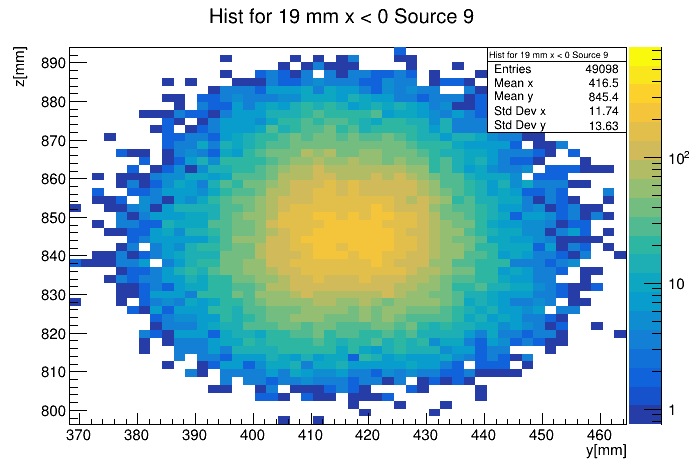 Hist for 19 mm x < 0 Source 9
z[mm]
Hist for 19 mm x < 0 Source 9
Entries 49098
Mean x 416.5
Mean y 845.4
Std Dev x 11.74
Std Dev y 13.63
890
880
870
860
850
840
830
820
810
800
10²
10
1
370 380 390 400 410 420 430 440 450 460
y[mm]